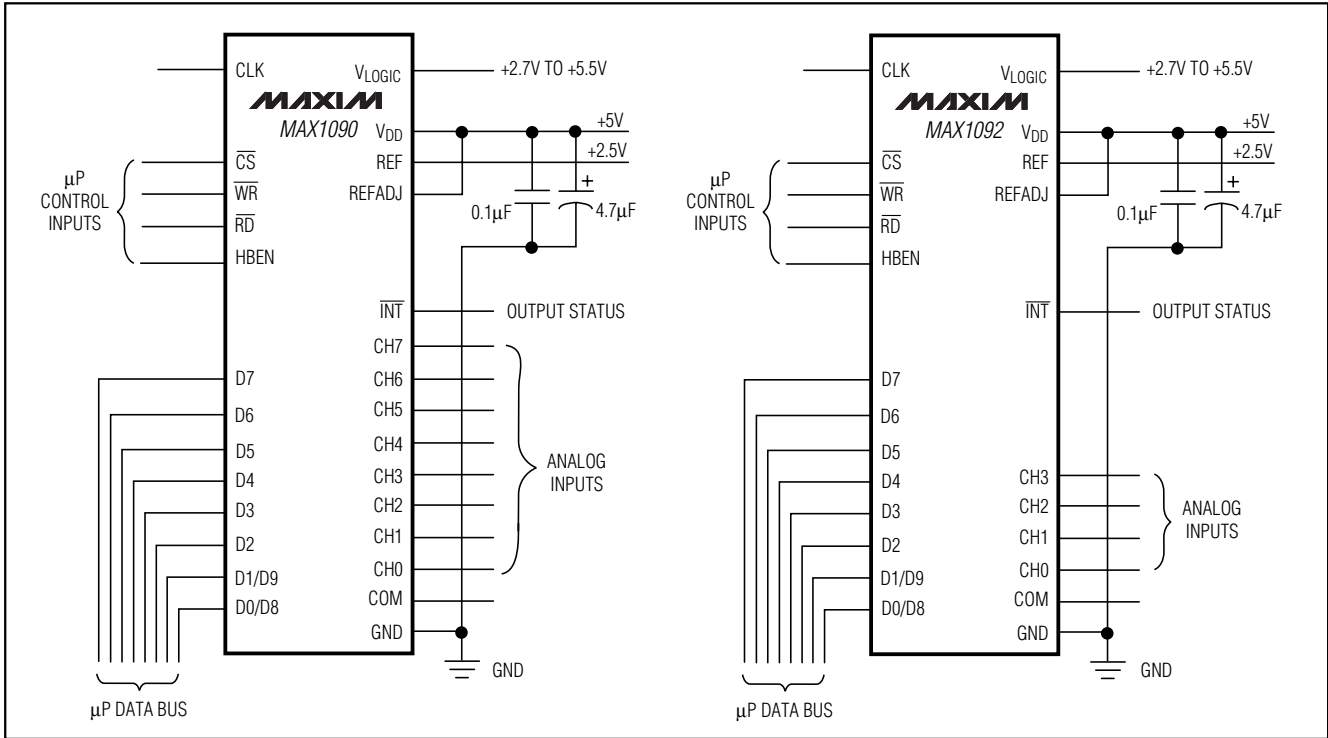 CLK
VLOGIC
+2.7V TO +5.5V
MAXIM
MAX1090
VDD
+5V
CS
REF
+2.5V
WR
REFADJ
RD
HBEN
µP
CONTROL
INPUTS
0.1µF
+
4.7µF
INT
OUTPUT STATUS
CH7
D7
CH6
D6
CH5
D5
CH4
D4
CH3
ANALOG
INPUTS
D3
CH2
D2
CH1
D1/D9
CH0
D0/D8
COM
GND
GND
µP DATA BUS
CLK
VLOGIC
+2.7V TO +5.5V
MAXIM
MAX1092
VDD
+5V
CS
REF
+2.5V
WR
REFADJ
RD
HBEN
µP
CONTROL
INPUTS
0.1µF
+
4.7µF
INT
OUTPUT STATUS
D7
D6
D5
D4
CH3
D3
CH2
ANALOG
INPUTS
D2
CH1
D1/D9
CH0
D0/D8
COM
GND
GND
µP DATA BUS